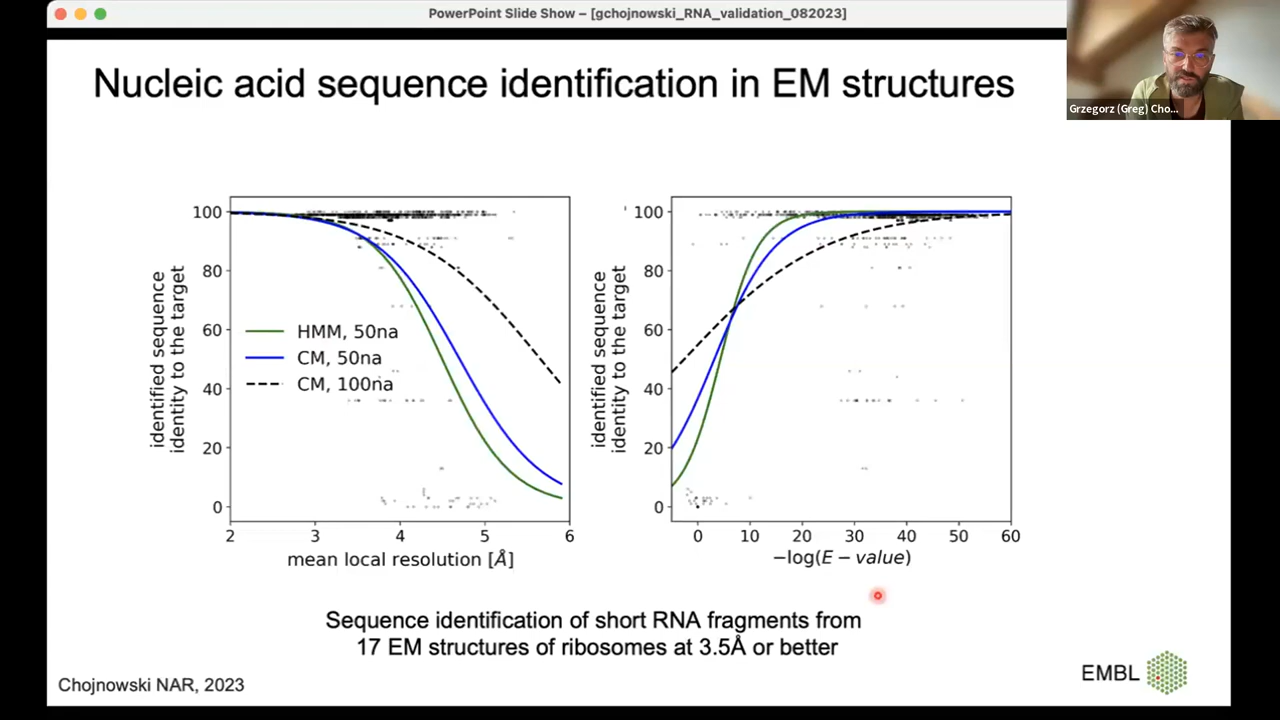 PowerPoint Slide Show – [gchojnowski_RNA_validation_082023]
Grzegorz (Greg) Cho...
Nucleic acid sequence identification in EM structures
identified sequence
identity to the target
100
80
60
40
20
0
HMM, 50na
CM, 50na
CM, 100na
2 3 4 5 6
mean local resolution [Å]
identified sequence
identity to the target
100
80
60
40
20
0
0 10 20 30 40 50 60
−log(E − value)
Sequence identification of short RNA fragments from
17 EM structures of ribosomes at 3.5Å or better
Chojnowski NAR, 2023
EMBL